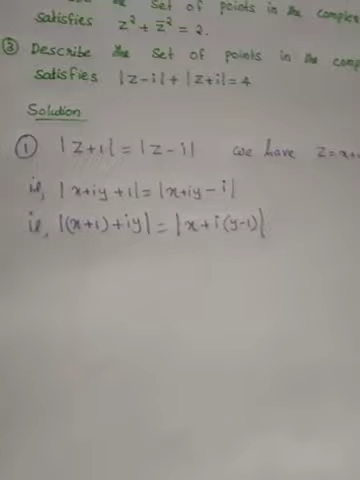 set of points in the complex
satisfies z² + z̄² = 2.
③ Describe the set of points in the
satisfies |z-i| + |z+i| = 4
Solution
① |z+1| = |z-i| we have z=x+
ie, |x+iy+1| = |x+iy-i|
ie, |(x+1)+iy| = |x+i(y-1)|